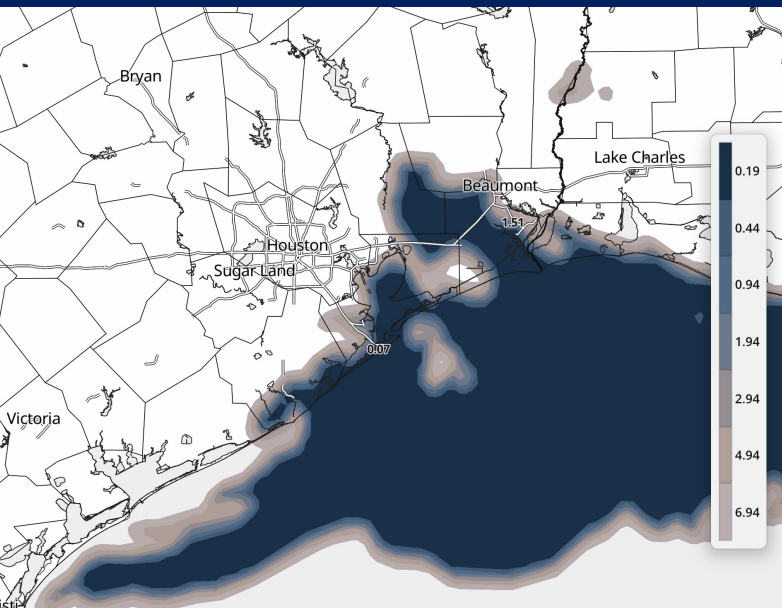 Bryan
Lake Charles
Beaumont
1.51
Houston
Sugar Land
0.07
Victoria
isti
0.19
0.44
0.94
1.94
2.94
4.94
6.94